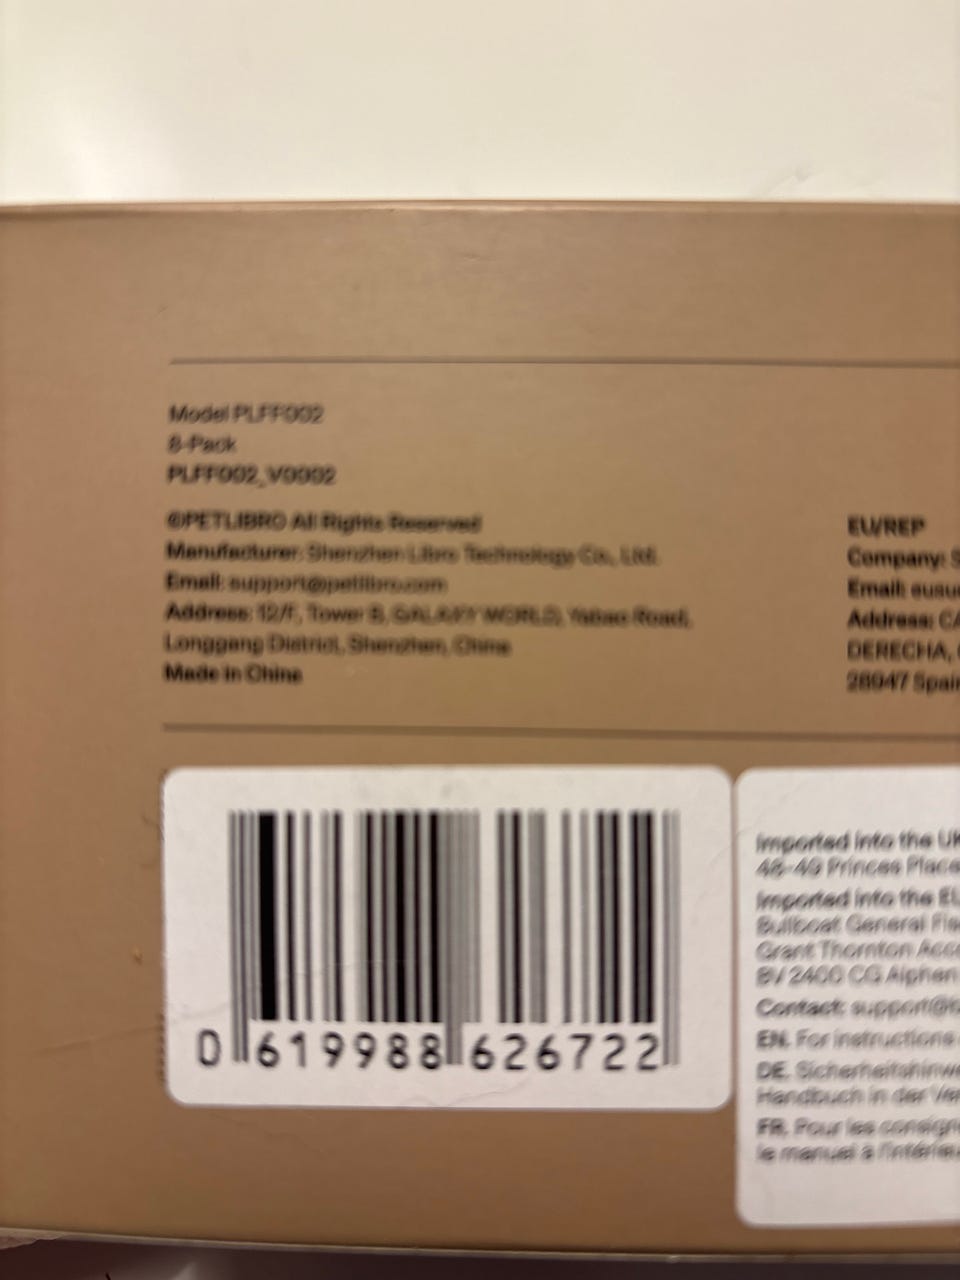 Model PLFF002
8-Pack
PLFF002_V0002
©PETLIBRO All Rights Reserved
Manufacturer: Shenzhen Libro Technology Co., Ltd.
Email: support@petlibro.com
Address: 12/F, Tower B, GALAXY WORLD, Yabao Road,
Longgang District, Shenzhen, China
Made in China
EU/REP
Company:
Email:
Address:
DERECHA,
28047 Spain
0 619988 626722
Imported into the UK
46-49 Princes Place
Imported into the EU
Bullboat General
Grant Thornton
BV 2400 CG Alphen
Contact:
EN. For instructions
DE.
Handbuch in der
FR. Pour les
le manuel à